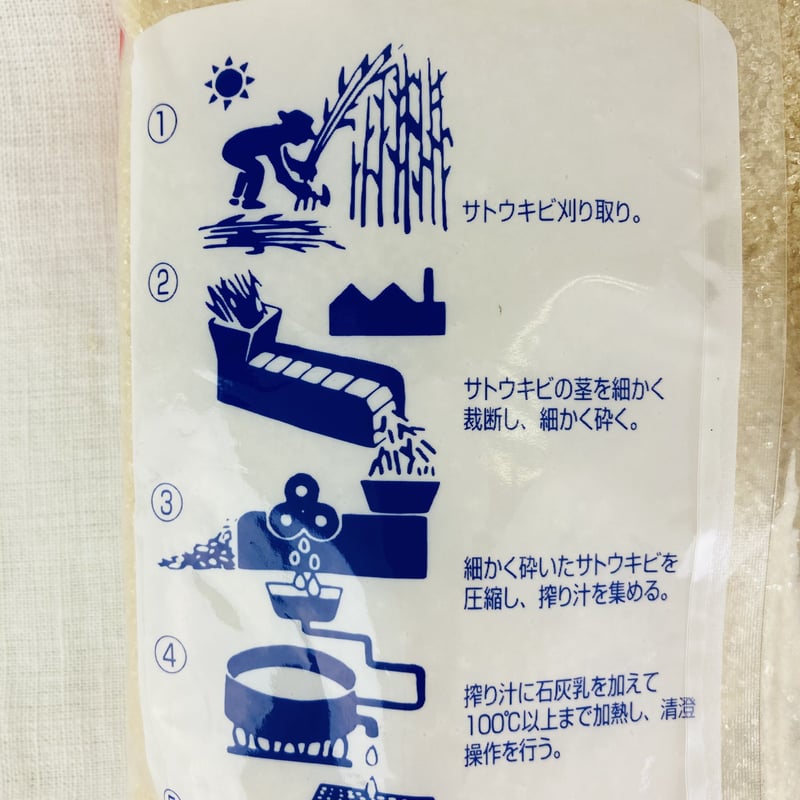 ①
サトウキビ刈り取り。
②
サトウキビの茎を細かく
裁断し、細かく砕く。
③
細かく砕いたサトウキビを
圧縮し、搾り汁を集める。
④
搾り汁に石灰乳を加えて
100℃以上まで加熱し、清澄
操作を行う。